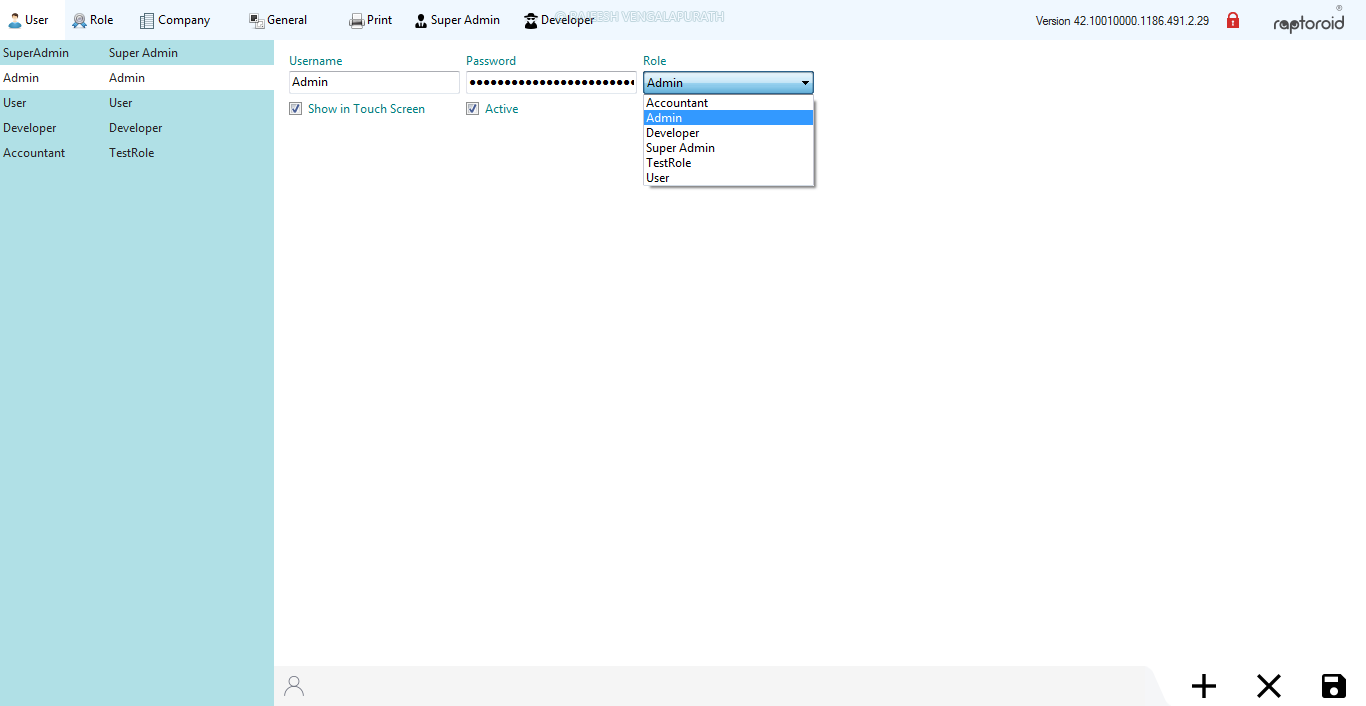 User Role Company General Print Super Admin Developer © RAJEESH VENGALAPURATH Version 42.10010000.1186.491.2.29 raptoroid ®
SuperAdmin Super Admin
Admin Admin
User User
Developer Developer
Accountant TestRole
Username Password Role
Admin Admin
Show in Touch Screen Active
Accountant
Admin
Developer
Super Admin
TestRole
User